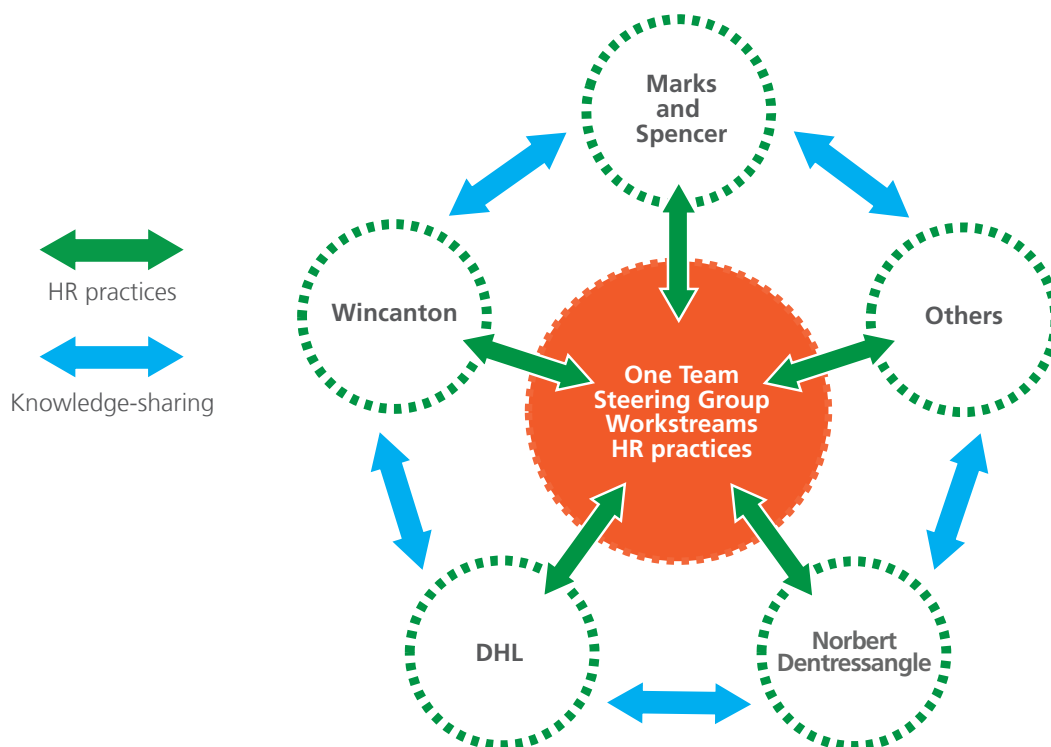 Marks
and
Spencer
HR practices
Knowledge-sharing
Wincanton
Others
One Team
Steering Group
Workstreams
HR practices
DHL
Norbert
Dentressangle